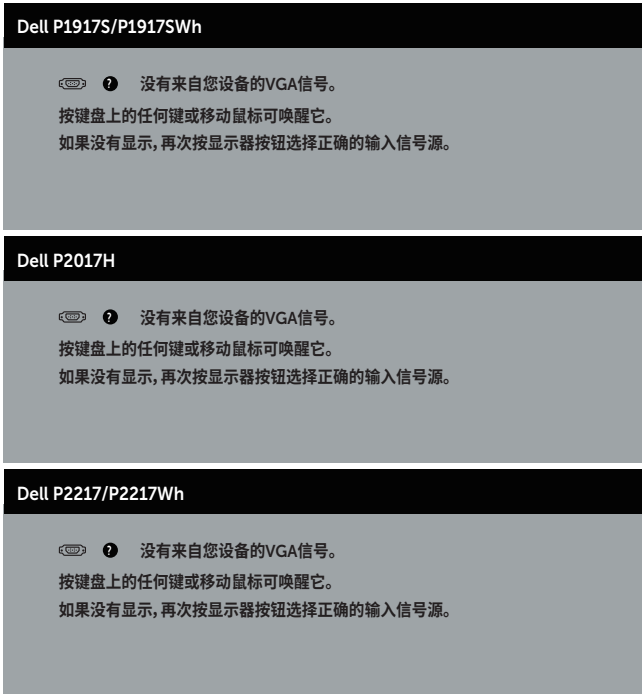 Dell P1917S/P1917SWh
没有来自您设备的VGA信号。
按键盘上的任何键或移动鼠标可唤醒它。
如果没有显示,再次按显示器按钮选择正确的输入信号源。
Dell P2017H
没有来自您设备的VGA信号。
按键盘上的任何键或移动鼠标可唤醒它。
如果没有显示,再次按显示器按钮选择正确的输入信号源。
Dell P2217/P2217Wh
没有来自您设备的VGA信号。
按键盘上的任何键或移动鼠标可唤醒它。
如果没有显示,再次按显示器按钮选择正确的输入信号源。